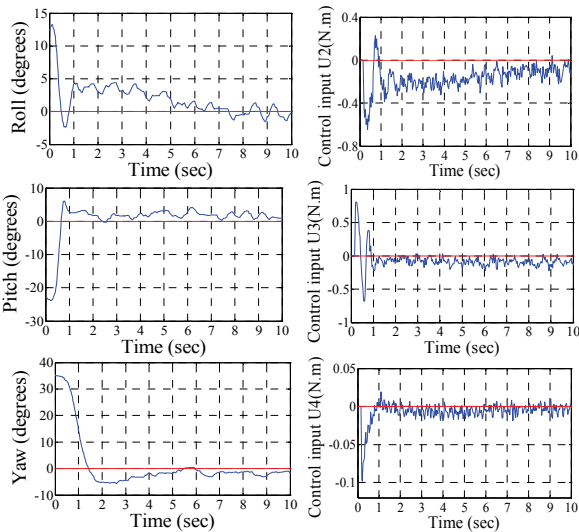 15
10
5
0
5
0 1 2 3 4 5 6 7 8 9 10
Roll (degrees)
Time (sec)
0.4
0
-0.4
-0.8
0 1 2 3 4 5 6 7 8 9 10
Control input U2(N.m)
Time (sec)
10
0
-10
-20
-30
0 1 2 3 4 5 6 7 8 9 10
Pitch (degrees)
Time (sec)
1
0.5
0
-0.5
-1
0 1 2 3 4 5 6 7 8 9 10
Control input U3(N.m)
Time (sec)
40
30
20
10
0
-10
0 1 2 3 4 5 6 7 8 9 10
Yaw (degrees)
Time (sec)
0.05
0
-0.05
-0.1
0 1 2 3 4 5 6 7 8 9 10
Control input U4(N.m)
Time (sec)